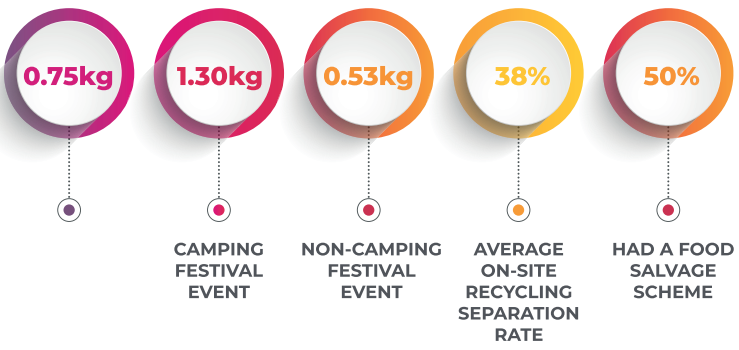 0.75kg
1.30kg
0.53kg
38%
50%
CAMPING
FESTIVAL
EVENT
NON-CAMPING
FESTIVAL
EVENT
AVERAGE
ON-SITE
RECYCLING
SEPARATION
RATE
HAD A FOOD
SALVAGE
SCHEME